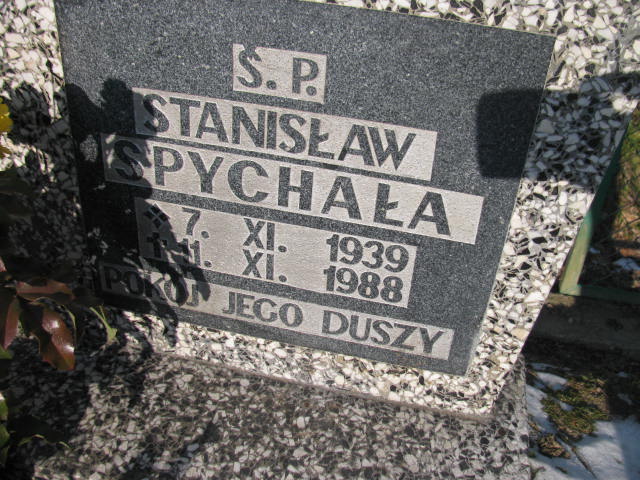 Ś. P.
STANISŁAW
SPYCHAŁA
* 7. XI. 1939
† 11. XI. 1988
POKÓJ JEGO DUSZY